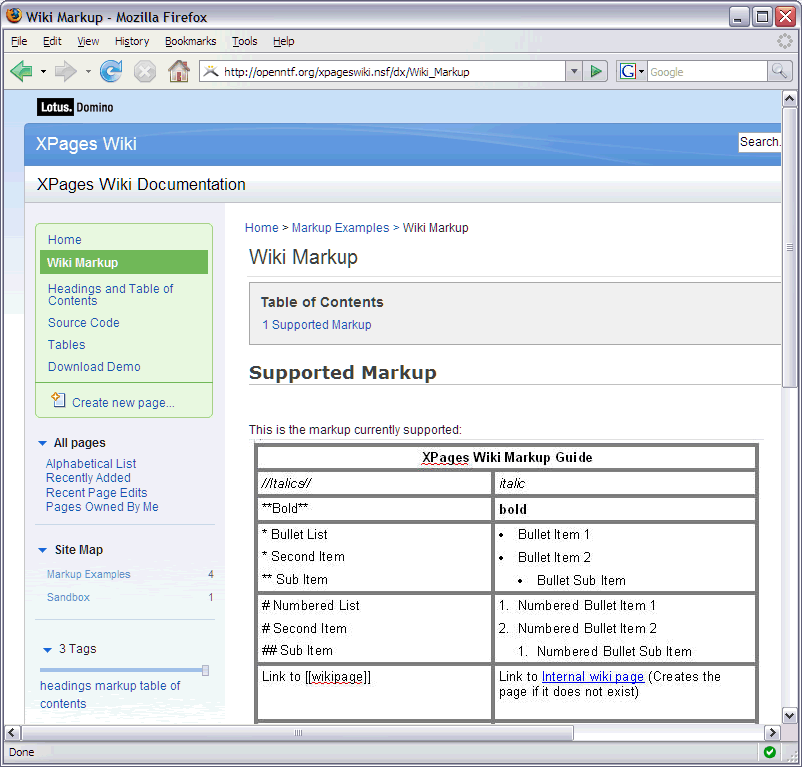 Wiki Markup - Mozilla Firefox
File Edit View History Bookmarks Tools Help
http://openntf.org/xpageswiki.nsf/dx/Wiki_Markup
G
Google
Lotus. Domino
XPages Wiki
Search.
XPages Wiki Documentation
Home
Wiki Markup
Headings and Table of
Contents
Source Code
Tables
Download Demo
Create new page...
All pages
Alphabetical List
Recently Added
Recent Page Edits
Pages Owned By Me
Site Map
Markup Examples 4
Sandbox 1
3 Tags
headings markup table of
contents
Home > Markup Examples > Wiki Markup
Wiki Markup
Table of Contents
1 Supported Markup
Supported Markup
This is the markup currently supported:
XPages Wiki Markup Guide
//Italics// italic
**Bold** bold
* Bullet List • Bullet Item 1
* Second Item • Bullet Item 2
** Sub Item • Bullet Sub Item
# Numbered List 1. Numbered Bullet Item 1
# Second Item 2. Numbered Bullet Item 2
## Sub Item 1. Numbered Bullet Sub Item
Link to [[wikipage]] Link to Internal wiki page (Creates the
page if it does not exist)
Done